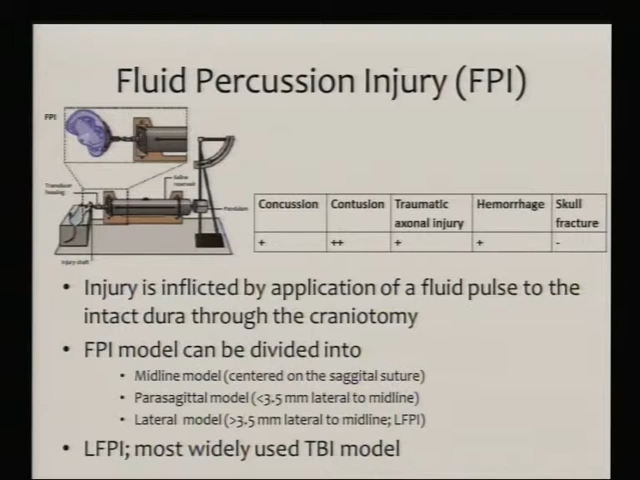 Fluid Percussion Injury (FPI)
FPI
Transducer
housing
Saline
reservoir
Pendulum
Injury shaft
Concussion Contusion Traumatic axonal injury Hemorrhage Skull fracture
+ ++ + + -
• Injury is inflicted by application of a fluid pulse to the
intact dura through the craniotomy
• FPI model can be divided into
• Midline model (centered on the saggital suture)
• Parasagittal model (<3.5 mm lateral to midline)
• Lateral model (>3.5 mm lateral to midline; LFPI)
• LFPI; most widely used TBI model